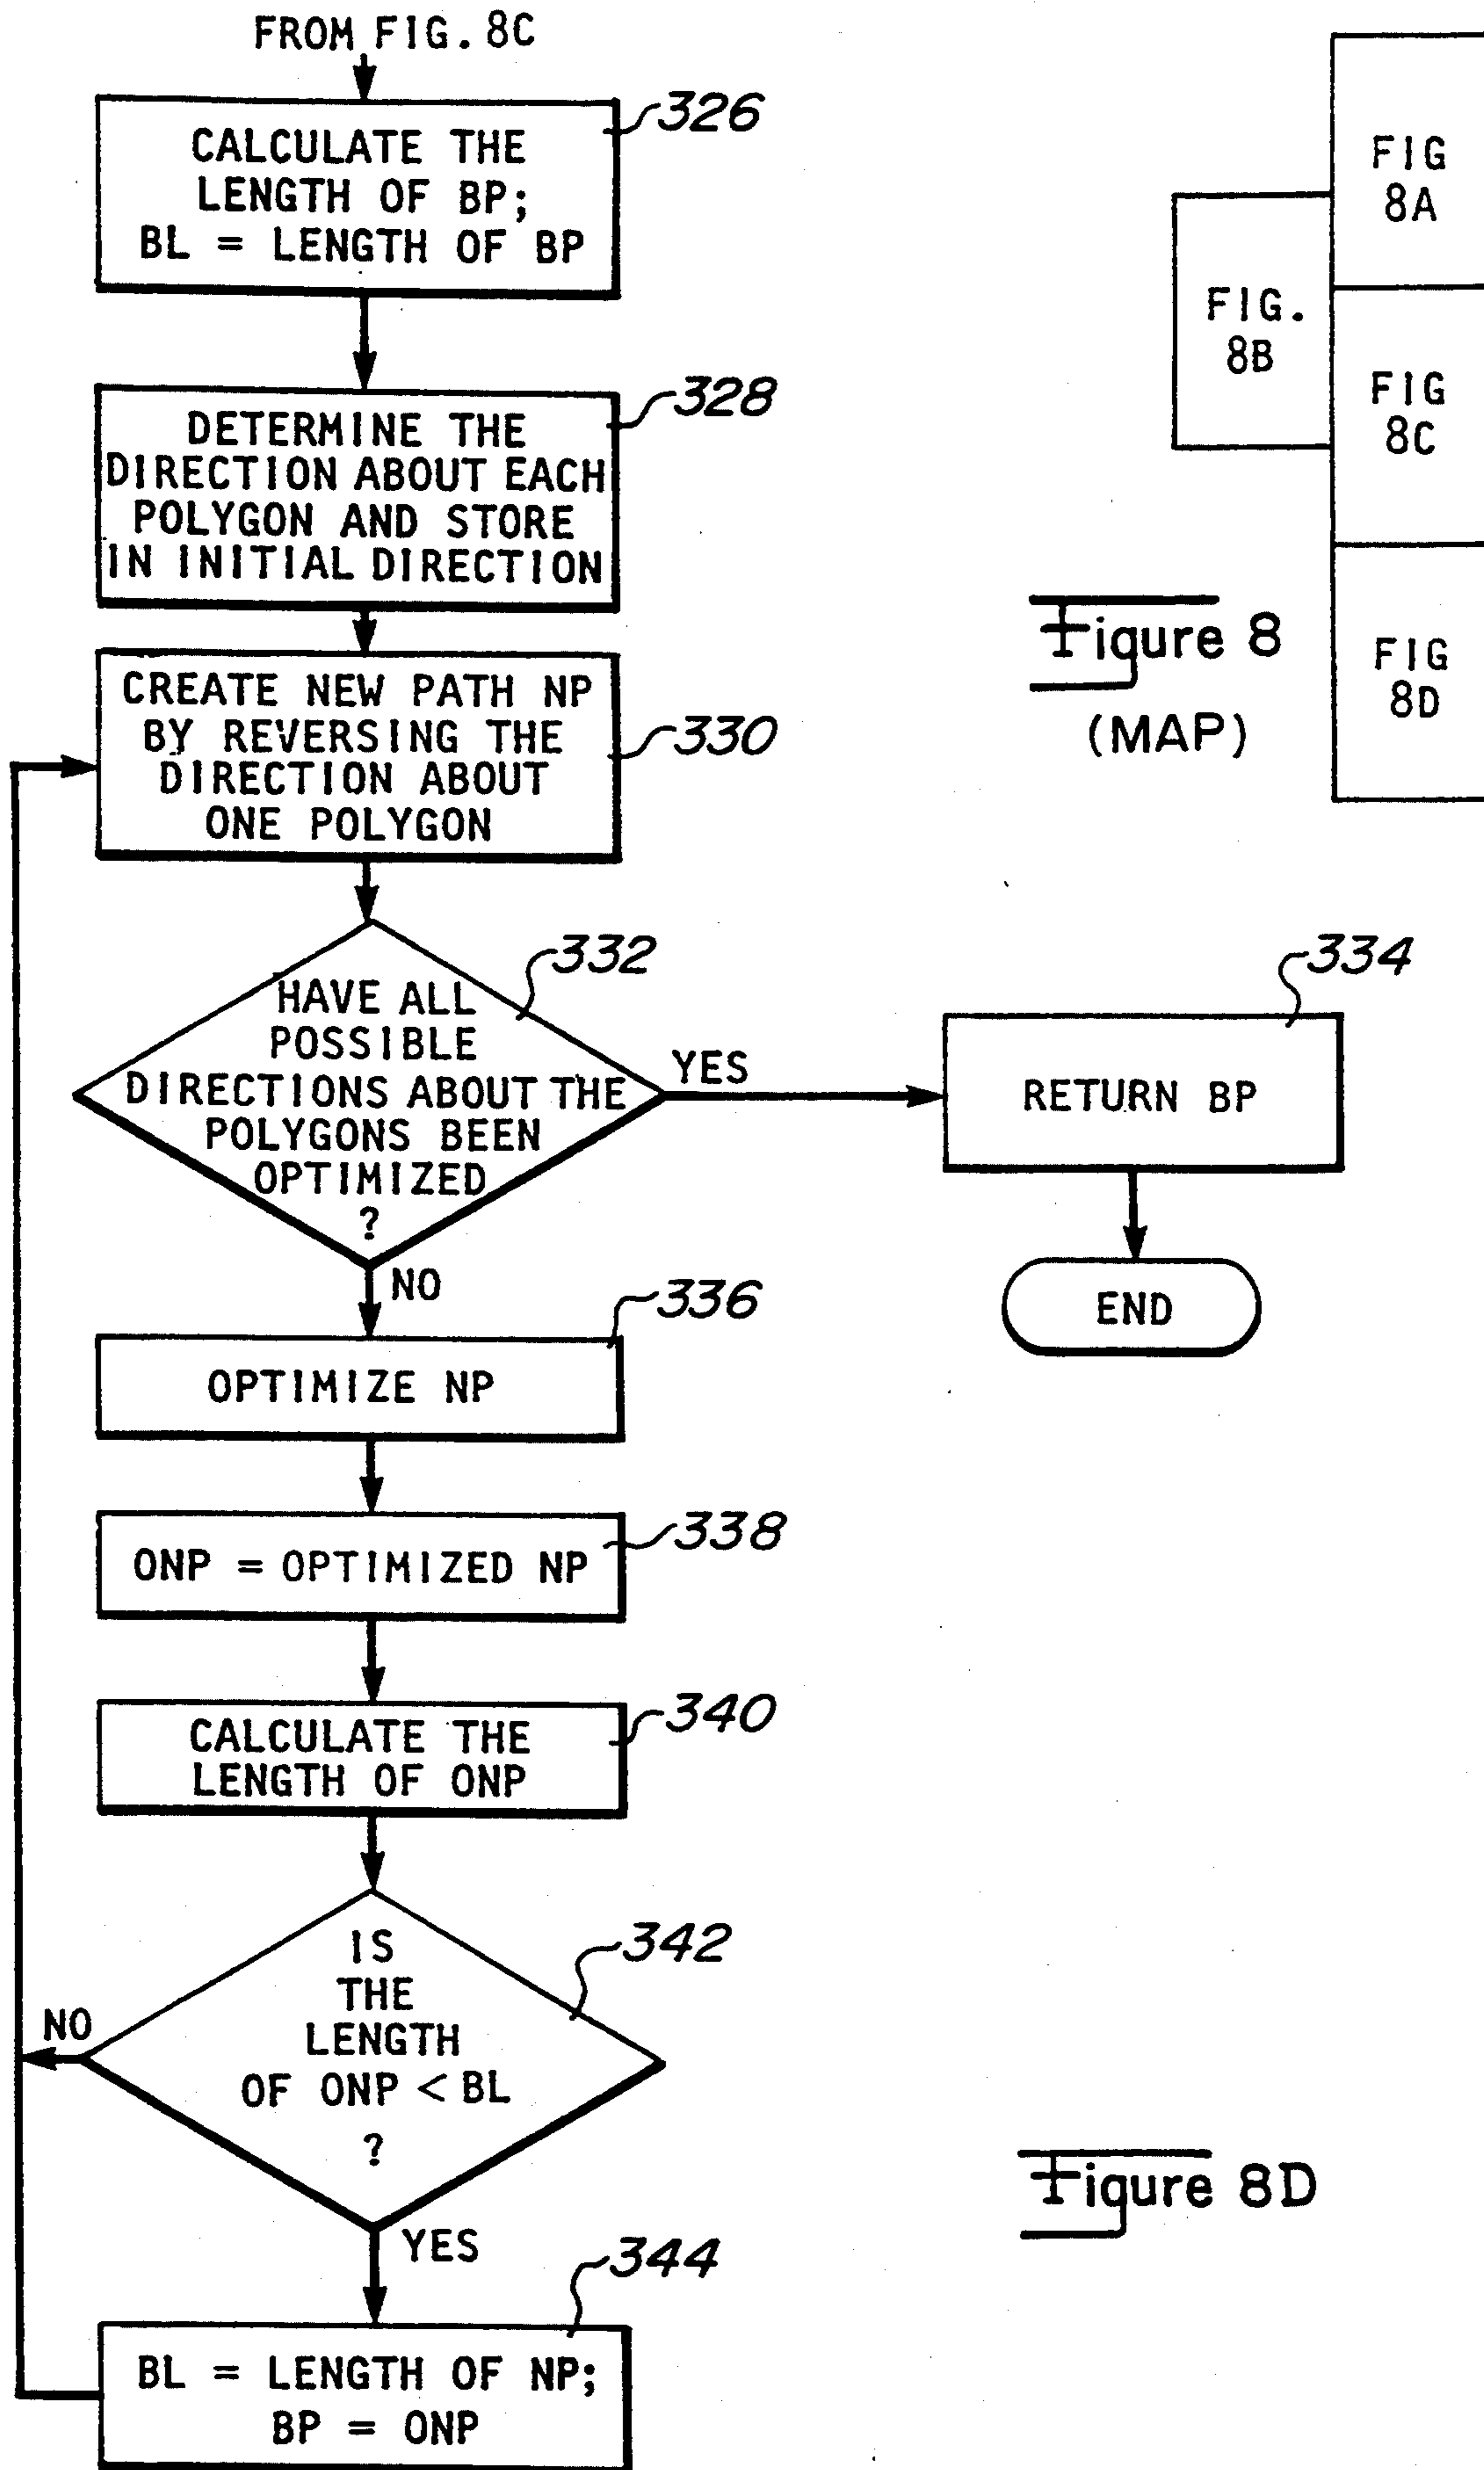 FROM FIG. 8C
326
CALCULATE THE
LENGTH OF BP;
BL = LENGTH OF BP
328
DETERMINE THE
DIRECTION ABOUT EACH
POLYGON AND STORE
IN INITIAL DIRECTION
330
CREATE NEW PATH NP
BY REVERSING THE
DIRECTION ABOUT
ONE POLYGON
332
HAVE ALL
POSSIBLE
DIRECTIONS ABOUT THE
POLYGONS BEEN
OPTIMIZED
?
YES
334
RETURN BP
END
NO
336
OPTIMIZE NP
338
ONP = OPTIMIZED NP
340
CALCULATE THE
LENGTH OF ONP
342
IS
THE
LENGTH
OF ONP < BL
?
NO
YES
344
BL = LENGTH OF NP;
BP = ONP
FIG
8A
FIG.
8B
FIG
8C
FIG
8D
Figure 8
(MAP)
Figure 8D